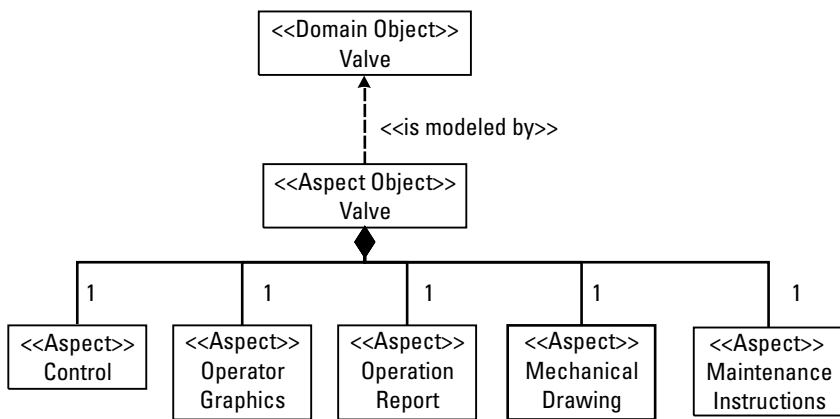 <<Domain Object>>
Valve
<<is modeled by>>
<<Aspect Object>>
Valve
1
1
1
1
1
<<Aspect>>
Control
<<Aspect>>
Operator
Graphics
<<Aspect>>
Operation
Report
<<Aspect>>
Mechanical
Drawing
<<Aspect>>
Maintenance
Instructions